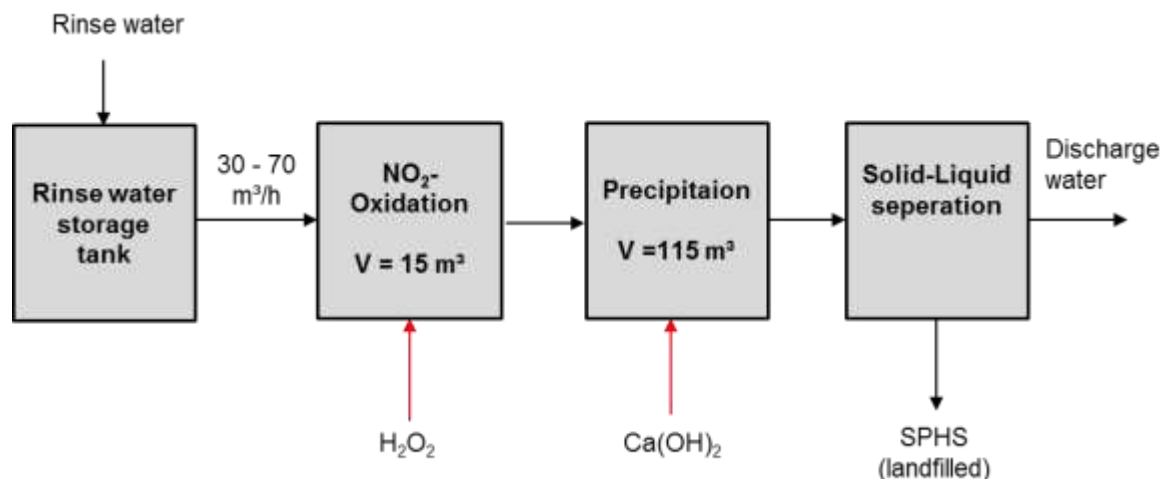 Rinse water
Rinse water
storage
tank
30 - 70
m³/h
NO₂-
Oxidation
V = 15 m³
H₂O₂
Precipitaion
V =115 m³
Ca(OH)₂
Solid-Liquid
seperation
Discharge
water
SPHS
(landfilled)